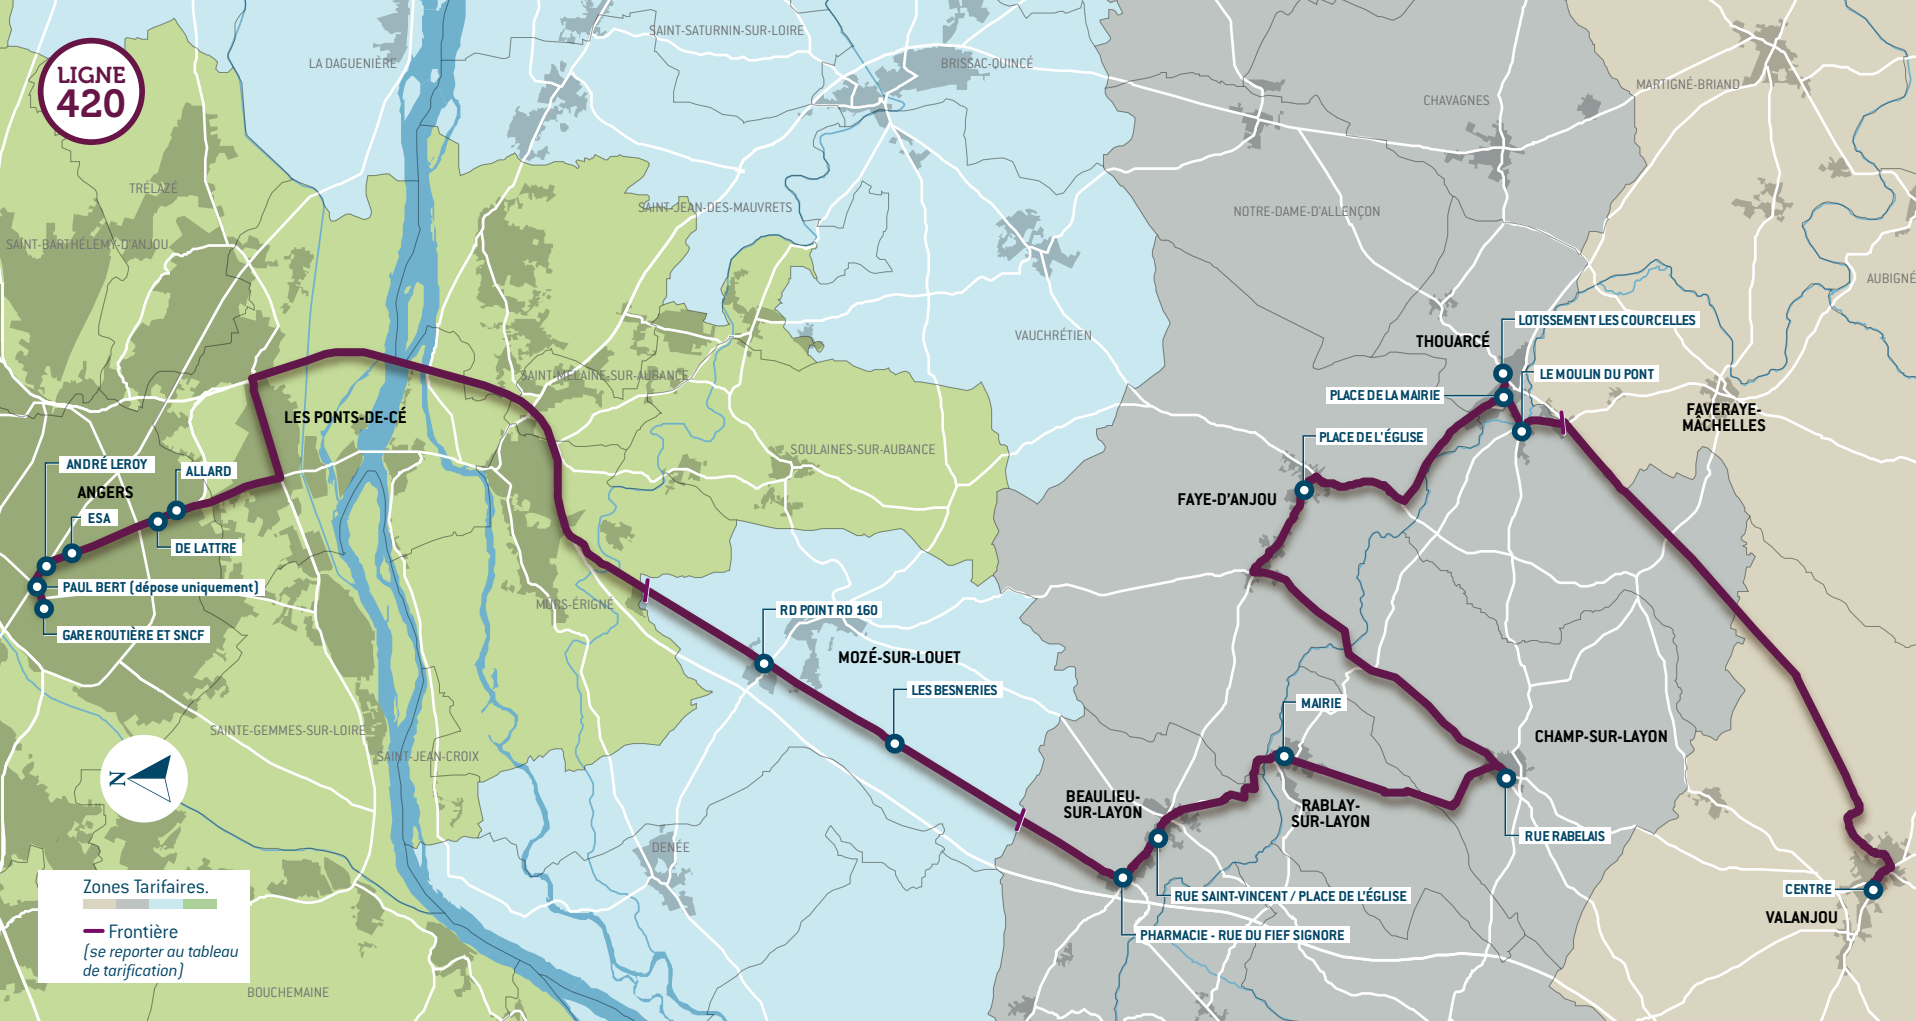 LIGNE
420
LA DAGUENIÈRE
SAINT-SATURNIN-SUR-LOIRE
BRISSAC-QUINCÉ
MARTIGNÉ-BRIAND
CHAVAGNES
TRÉLAZÉ
SAINT-JEAN-DES-MAUVRETS
NOTRE-DAME-D'ALLENÇON
SAINT-BARTHÉLEMY-D'ANJOU
AUBIGNÉ
VAUCHRÉTIEN
LOTISSEMENT LES COURCELLES
THOUARCÉ
SAINT-MELAINE-SUR-AUBANCE
LE MOULIN DU PONT
PLACE DE LA MAIRIE
FAVERAYE-
MÂCHELLES
LES PONTS-DE-CÉ
PLACE DE L'ÉGLISE
SOULAINES-SUR-AUBANCE
ANDRÉ LEROY
ALLARD
ANGERS
FAYE-D'ANJOU
ESA
DE LATTRE
PAUL BERT (dépose uniquement)
MÛRS-ÉRIGNÉ
RD POINT RD 160
GARE ROUTIÈRE ET SNCF
MOZÉ-SUR-LOUET
LES BESNERIES
MAIRIE
SAINTE-GEMMES-SUR-LOIRE
CHAMP-SUR-LAYON
SAINT-JEAN-CROIX
N
BEAULIEU-
SUR-LAYON
RABLAY-
SUR-LAYON
RUE RABELAIS
DENÉE
Zones Tarifaires.
CENTRE
RUE SAINT-VINCENT / PLACE DE L'ÉGLISE
VALANJOU
Frontière
PHARMACIE - RUE DU FIEF SIGNORE
(se reporter au tableau
de tarification)
BOUCHEMAINE